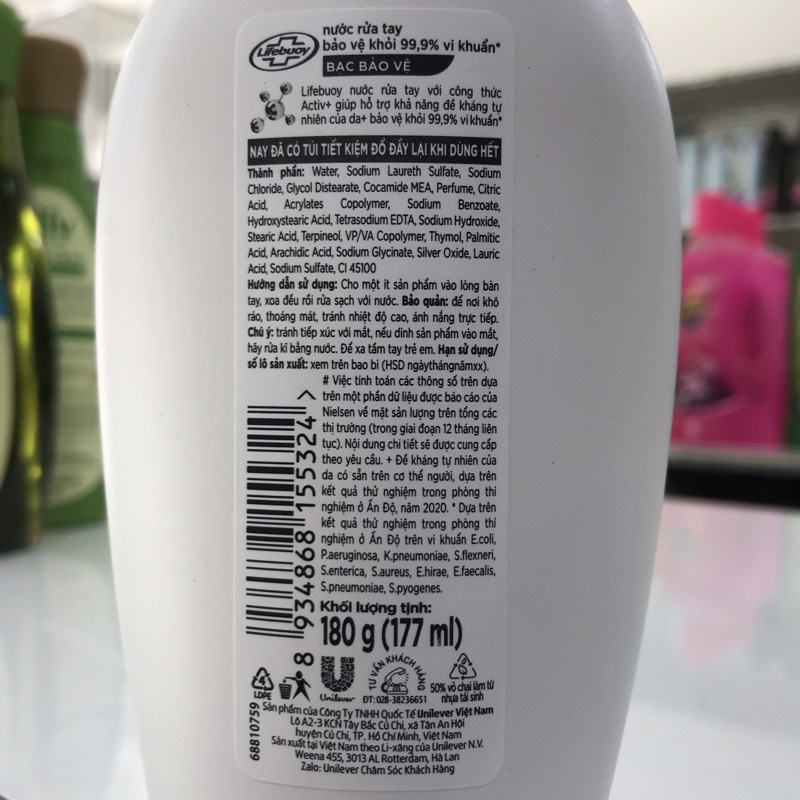 Lifebuoy
nước rửa tay
bảo vệ khỏi 99,9% vi khuẩn*
BẠC BẢO VỆ
Lifebuoy nước rửa tay với công thức
Activ+ giúp hỗ trợ khả năng đề kháng tự
nhiên của da+ bảo vệ khỏi 99,9% vi khuẩn*
NAY ĐÃ CÓ TÚI TIẾT KIỆM ĐỔ ĐẦY LẠI KHI DÙNG HẾT
Thành phần: Water, Sodium Laureth Sulfate, Sodium
Chloride, Glycol Distearate, Cocamide MEA, Perfume, Citric
Acid, Acrylates Copolymer, Sodium Benzoate,
Hydroxystearic Acid, Tetrasodium EDTA, Sodium Hydroxide,
Stearic Acid, Terpineol, VP/VA Copolymer, Thymol, Palmitic
Acid, Arachidic Acid, Sodium Glycinate, Silver Oxide, Lauric
Acid, Sodium Sulfate, CI 45100
Hướng dẫn sử dụng: Cho một ít sản phẩm vào lòng bàn
tay, xoa đều rồi rửa sạch với nước. Bảo quản: để nơi khô
ráo, thoáng mát, tránh nhiệt độ cao, ánh nắng trực tiếp.
Chú ý: tránh tiếp xúc với mắt, nếu dính sản phẩm vào mắt,
hãy rửa kĩ bằng nước. Để xa tầm tay trẻ em. Hạn sử dụng/
số lô sản xuất: xem trên bao bì (HSD ngàythángnămxx).
# Việc tính toán các thông số trên dựa
trên một phần dữ liệu được báo cáo của
Nielsen về mặt sản lượng trên tổng các
thị trường (trong giai đoạn 12 tháng liên
tục). Nội dung chi tiết sẽ được cung cấp
theo yêu cầu. + Đề kháng tự nhiên của
da có sẵn trên cơ thể người, dựa trên
kết quả thử nghiệm trong phòng thí
nghiệm ở Ấn Độ, năm 2020. * Dựa trên
kết quả thử nghiệm trong phòng thí
nghiệm ở Ấn Độ trên vi khuẩn E.coli,
P.aeruginosa, K.pneumoniae, S.flexneri,
S.enterica, S.aureus, E.hirae, E.faecalis,
S.pneumoniae, S.pyogenes.
8 934868 155324 >
Khối lượng tịnh:
180 g (177 ml)
4
LDPE
Unilever
TƯ VẤN KHÁCH HÀNG
ĐT: 028-38236651
50% vỏ chai làm từ
nhựa tái sinh
68810759
Sản phẩm của Công Ty TNHH Quốc Tế Unilever Việt Nam
Lô A2-3 KCN Tây Bắc Củ Chi, xã Tân An Hội
huyện Củ Chi, TP. Hồ Chí Minh, Việt Nam
Sản xuất tại Việt Nam theo Li-xăng của Unilever N.V.
Weena 455, 3013 AL Rotterdam, Hà Lan
Zalo: Unilever Chăm Sóc Khách Hàng